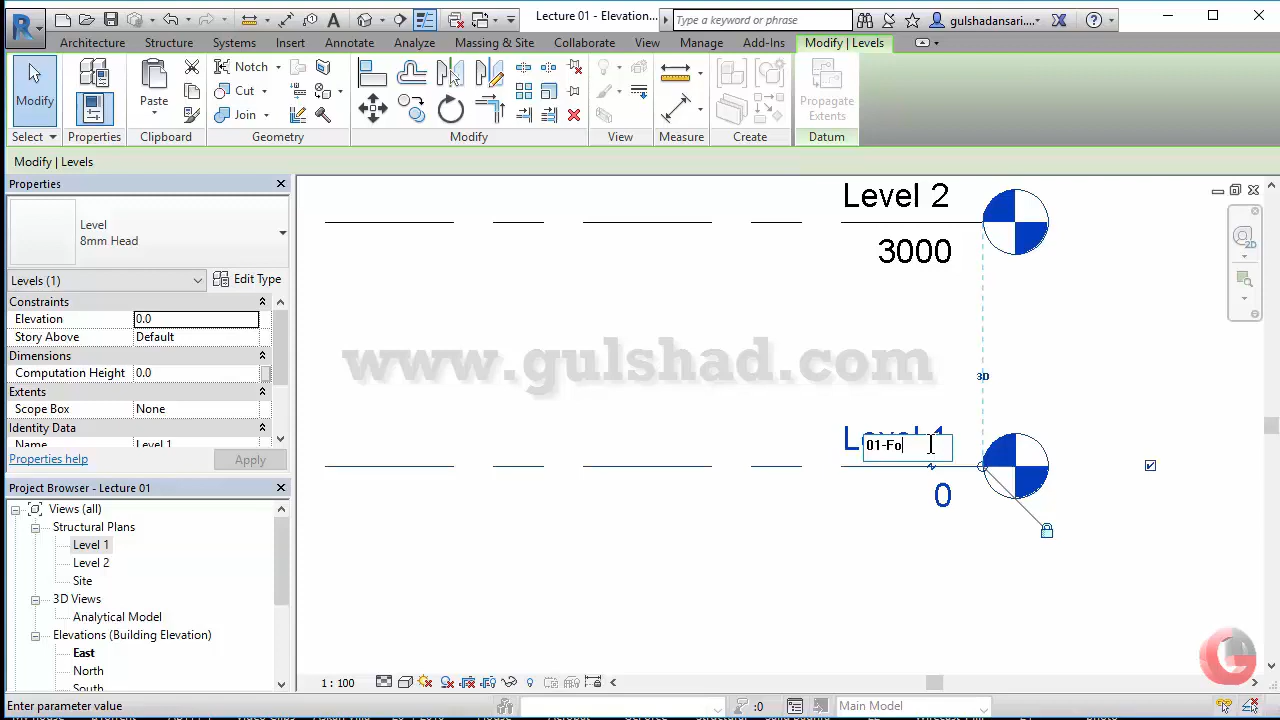 Lecture 01 - Elevation...
Type a keyword or phrase
gulshadansari....
Architecture
Structure
Systems
Insert
Annotate
Analyze
Massing & Site
Collaborate
View
Manage
Add-Ins
Modify | Levels
Modify
Paste
Notch
Cut
Join
Propagate
Extents
Select
Properties
Clipboard
Geometry
Modify
View
Measure
Create
Datum
Modify | Levels
Properties
Level
8mm Head
Levels (1)
Edit Type
Constraints
Elevation 0.0
Story Above Default
Dimensions
Computation Height 0.0
Extents
Scope Box None
Identity Data
Name Level 1
Properties help
Apply
Project Browser - Lecture 01
Views (all)
Structural Plans
Level 1
Level 2
Site
3D Views
Analytical Model
Elevations (Building Elevation)
East
North
South
Level 2
3000
www.gulshad.com
3D
Level 1
01-Fo
0
2D
1 : 100
Enter parameter value
:0
Main Model